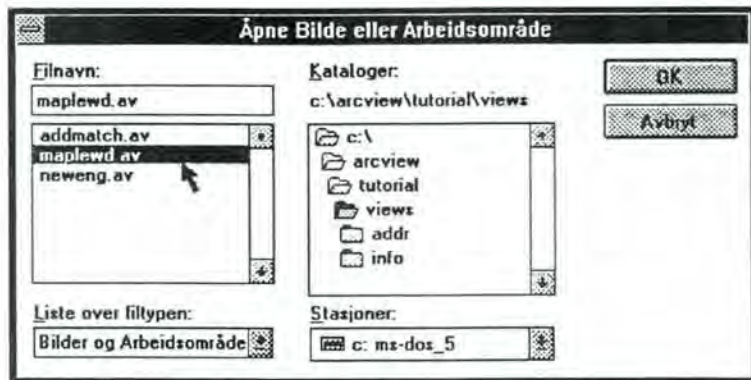 Åpne Bilde eller Arbeidsområde
Filnavn:
maplewd.av
addmatch.av
maplewd.av
neweng.av
Liste over filtypen:
Bilder og Arbeidsområde
Kataloger:
c:\arcview\tutorial\views
c:\
arcview
tutorial
views
addr
info
Stasjoner:
c: ms-dos_5
OK
Avbryt